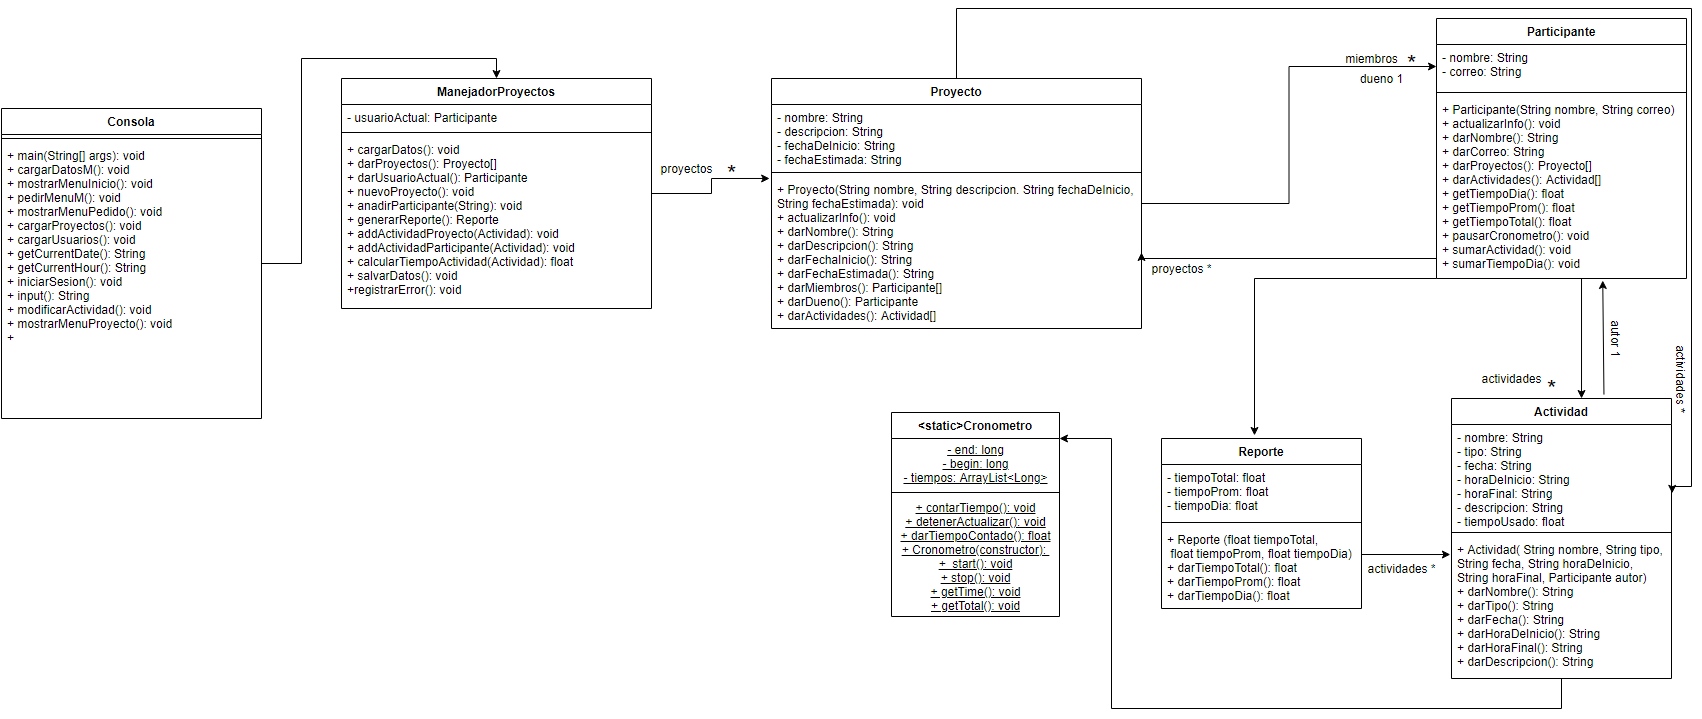 Consola
+ main(String[] args): void
+ cargarDatosM(): void
+ mostrarMenuInicio(): void
+ pedirMenuM(): void
+ mostrarMenuPedido(): void
+ cargarProyectos(): void
+ cargarUsuarios(): void
+ getCurrentDate(): String
+ getCurrentHour(): String
+ iniciarSesion(): void
+ input(): String
+ modificarActividad(): void
+ mostrarMenuProyecto(): void
+
ManejadorProyectos
- usuarioActual: Participante
+ cargarDatos(): void
+ darProyectos(): Proyecto[]
+ darUsuarioActual(): Participante
+ nuevoProyecto(): void
+ anadirParticipante(String): void
+ generarReporte(): Reporte
+ addActividadProyecto(Actividad): void
+ addActividadParticipante(Actividad): void
+ calcularTiempoActividad(Actividad): float
+ salvarDatos(): void
+registrarError(): void
proyectos *
Proyecto
- nombre: String
- descripcion: String
- fechaDeInicio: String
- fechaEstimada: String
+ Proyecto(String nombre, String descripcion. String fechaDeInicio,
String fechaEstimada): void
+ actualizarInfo(): void
+ darNombre(): String
+ darDescripcion(): String
+ darFechaInicio(): String
+ darFechaEstimada(): String
+ darMiembros(): Participante[]
+ darDueno(): Participante
+ darActividades(): Actividad[]
miembros *
dueno 1
proyectos *
Participante
- nombre: String
- correo: String
+ Participante(String nombre, String correo)
+ actualizarInfo(): void
+ darNombre(): String
+ darCorreo: String
+ darProyectos(): Proyecto[]
+ darActividades(): Actividad[]
+ getTiempoDia(): float
+ getTiempoProm(): float
+ getTiempoTotal(): float
+ pausarCronometro(): void
+ sumarActividad(): void
+ sumarTiempoDia(): void
autor 1
actividades *
actividades *
<static>Cronometro
- end: long
- begin: long
- tiempos: ArrayList<Long>
+ contarTiempo(): void
+ detenerActualizar(): void
+ darTiempoContado(): float
+ Cronometro(constructor):
+ start(): void
+ stop(): void
+ getTime(): void
+ getTotal(): void
Reporte
- tiempoTotal: float
- tiempoProm: float
- tiempoDia: float
+ Reporte (float tiempoTotal,
float tiempoProm, float tiempoDia)
+ darTiempoTotal(): float
+ darTiempoProm(): float
+ darTiempoDia(): float
actividades *
Actividad
- nombre: String
- tipo: String
- fecha: String
- horaDeInicio: String
- horaFinal: String
- descripcion: String
- tiempoUsado: float
+ Actividad( String nombre, String tipo,
String fecha, String horaDeInicio,
String horaFinal, Participante autor)
+ darNombre(): String
+ darTipo(): String
+ darFecha(): String
+ darHoraDeInicio(): String
+ darHoraFinal(): String
+ darDescripcion(): String